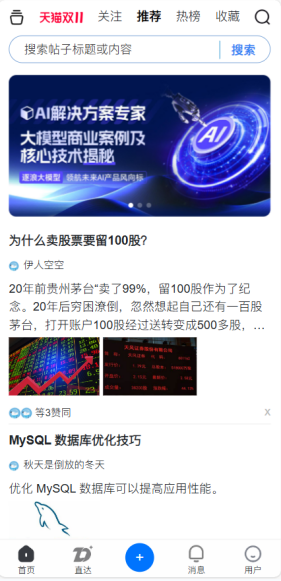 天猫双11 关注 推荐 热榜 收藏
搜索帖子标题或内容 搜索
AI解决方案专家
大模型商业案例及
核心技术揭秘
逐浪大模型 领航未来AI产品风向标
AI
为什么卖股票要留100股?
伊人空空
20年前贵州茅台“卖了99%，留100股作为了纪
念。20年后穷困潦倒，忽然想起自己还有一百股
茅台，打开账户100股经过送转变成500多股，...
等3赞同 x
MySQL 数据库优化技巧
秋天是倒放的冬天
优化 MySQL 数据库可以提高应用性能。
首页 直达 + 消息 用户